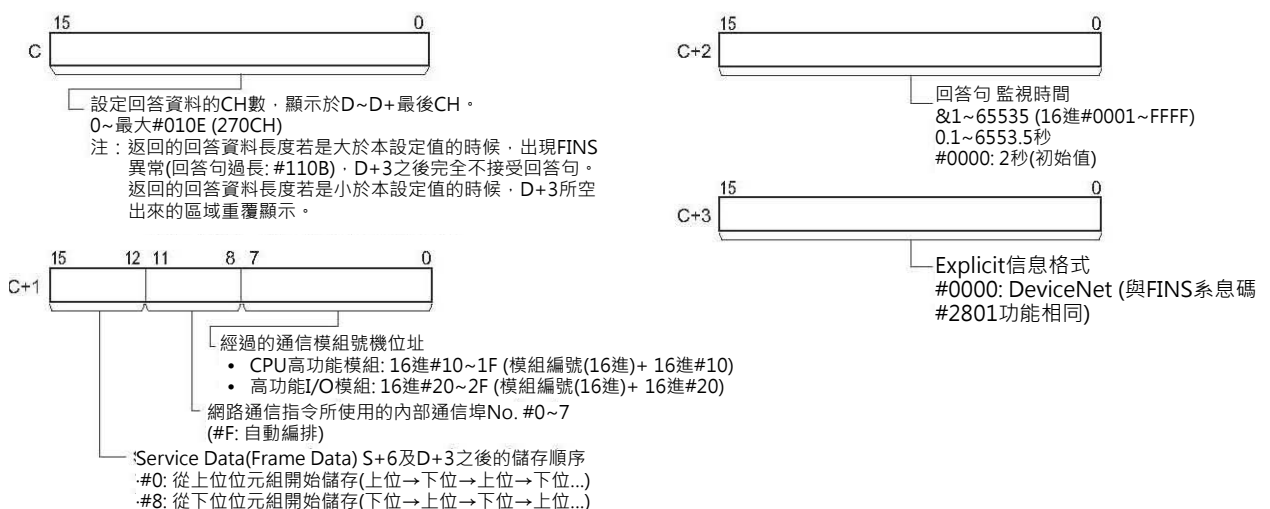 15 0
C
設定回答資料的CH數，顯示於D~D+最後CH。
0~最大#010E (270CH)
注：返回的回答資料長度若是大於本設定值的時候，出現FINS
異常(回答句過長: #110B)，D+3之後完全不接受回答句。
返回的回答資料長度若是小於本設定值的時候，D+3所空
出來的區域重覆顯示。
15 12 11 8 7 0
C+1
經過的通信模組號機位址
• CPU高功能模組: 16進#10~1F (模組編號(16進)+ 16進#10)
• 高功能I/O模組: 16進#20~2F (模組編號(16進)+ 16進#20)
網路通信指令所使用的內部通信埠No. #0~7
(#F: 自動編排)
Service Data(Frame Data) S+6及D+3之後的儲存順序
·#0: 從上位位元組開始儲存(上位→下位→上位→下位...)
·#8: 從下位位元組開始儲存(下位→上位→下位→上位...)
15 0
C+2
回答句 監視時間
&1~65535 (16進#0001~FFFF)
0.1~6553.5秒
#0000: 2秒(初始值)
15 0
C+3
Explicit信息格式
#0000: DeviceNet (與FINS系息碼
#2801功能相同)